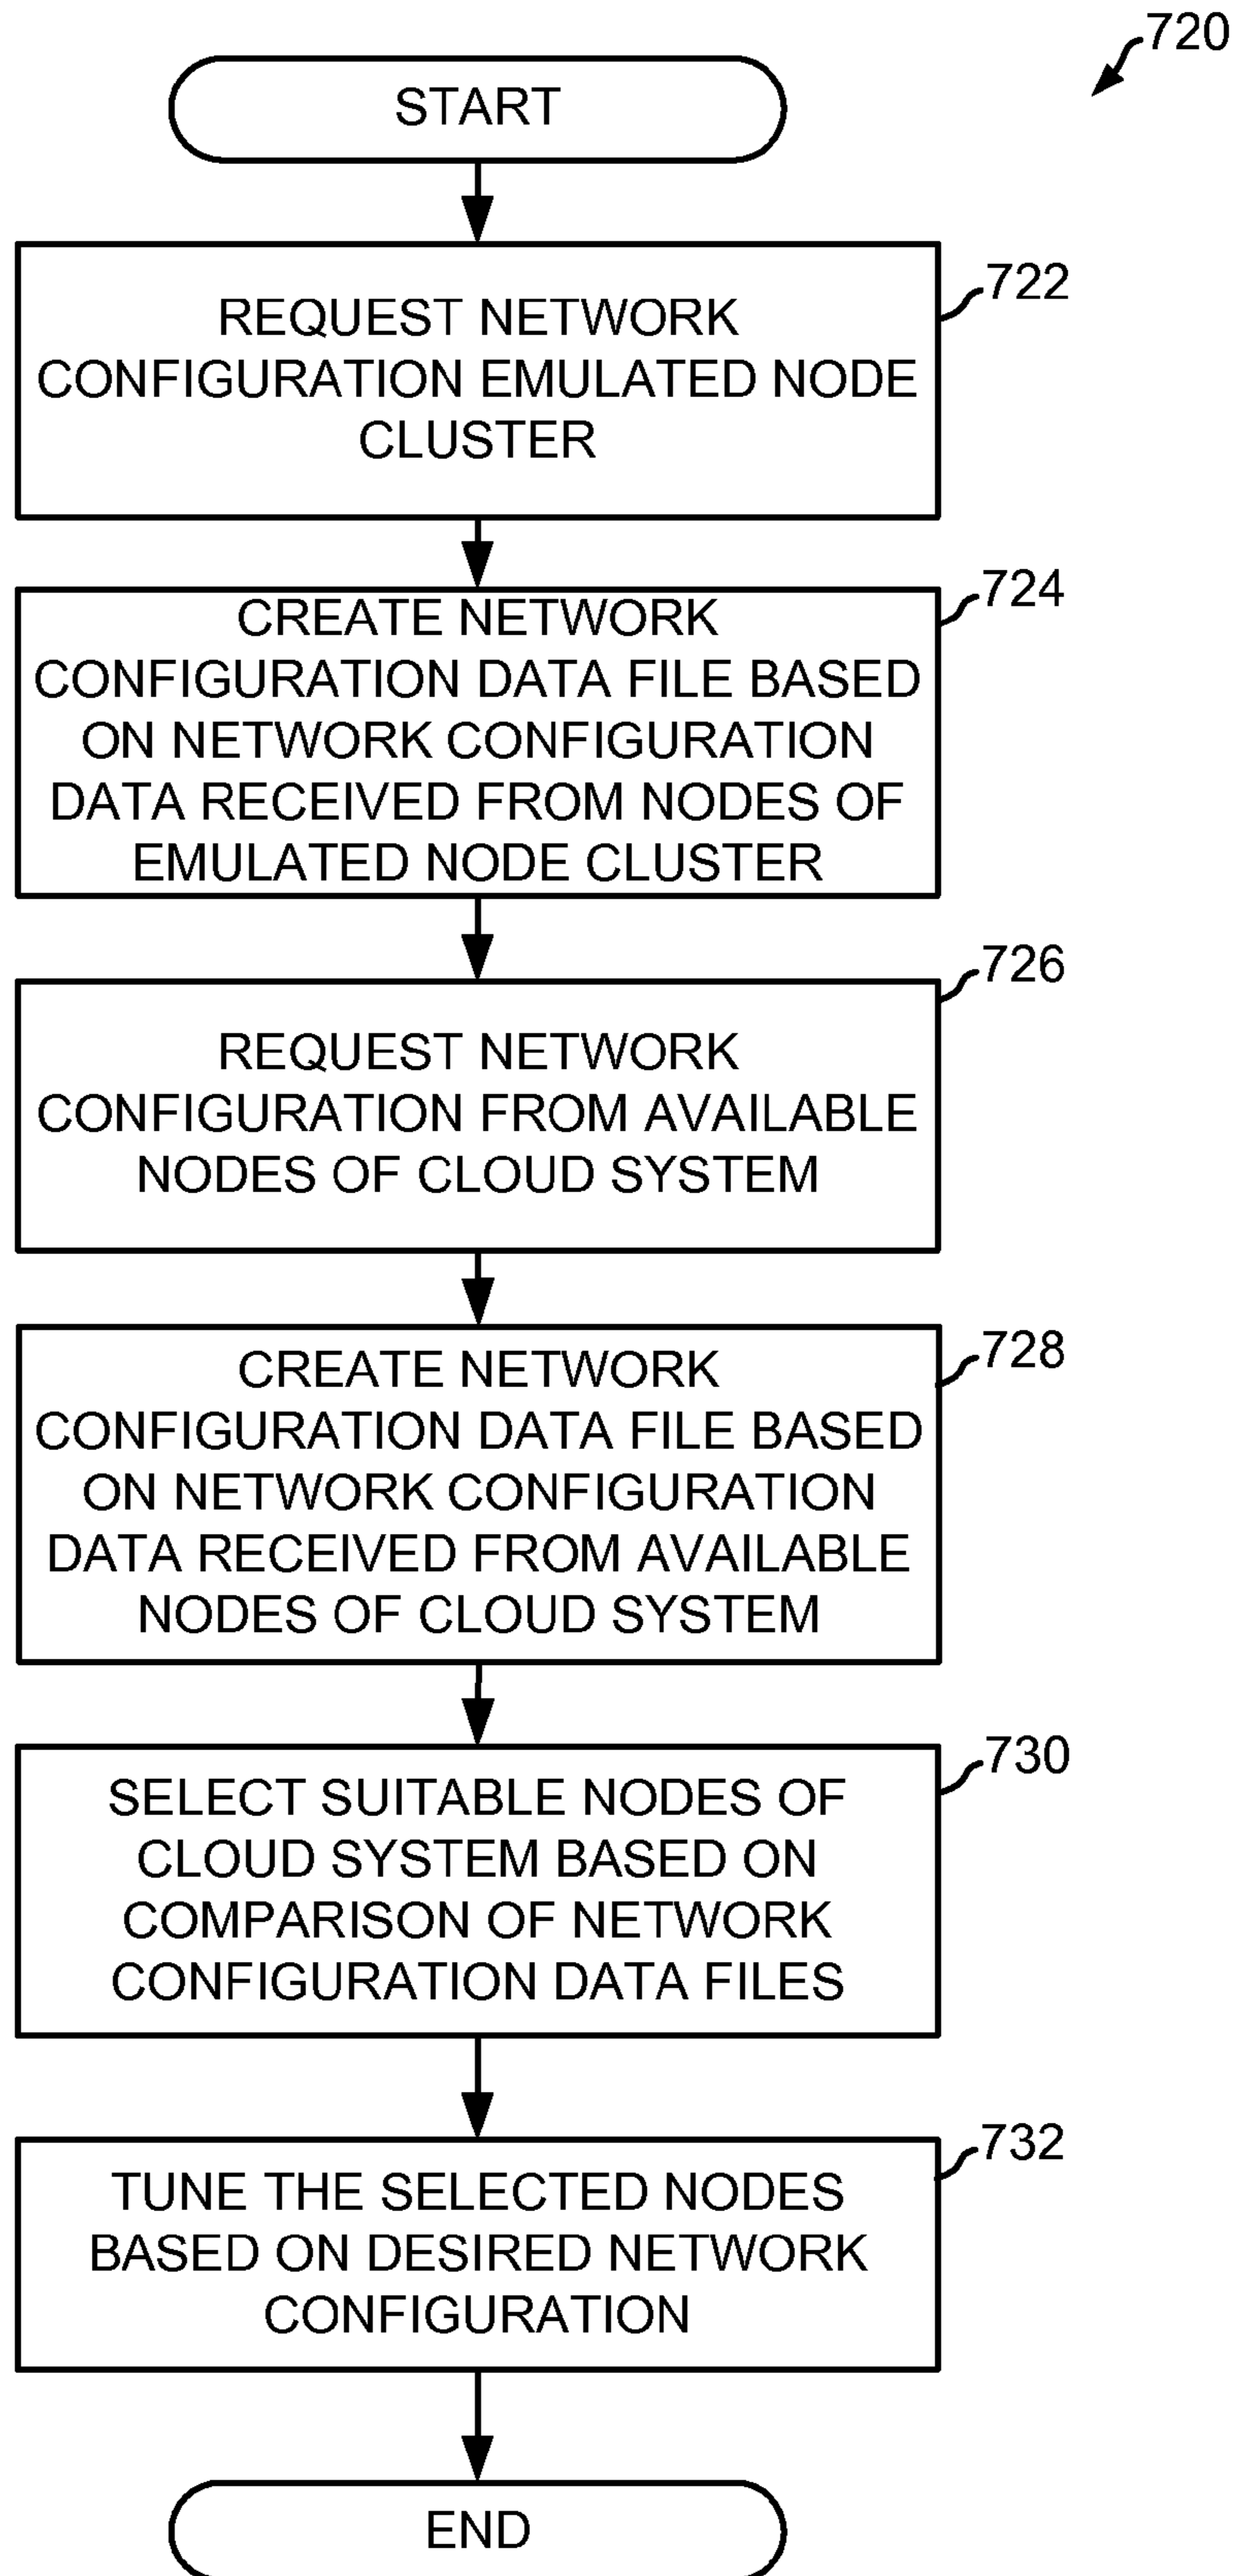 720
START
722
REQUEST NETWORK
CONFIGURATION EMULATED NODE
CLUSTER
724
CREATE NETWORK
CONFIGURATION DATA FILE BASED
ON NETWORK CONFIGURATION
DATA RECEIVED FROM NODES OF
EMULATED NODE CLUSTER
726
REQUEST NETWORK
CONFIGURATION FROM AVAILABLE
NODES OF CLOUD SYSTEM
728
CREATE NETWORK
CONFIGURATION DATA FILE BASED
ON NETWORK CONFIGURATION
DATA RECEIVED FROM AVAILABLE
NODES OF CLOUD SYSTEM
730
SELECT SUITABLE NODES OF
CLOUD SYSTEM BASED ON
COMPARISON OF NETWORK
CONFIGURATION DATA FILES
732
TUNE THE SELECTED NODES
BASED ON DESIRED NETWORK
CONFIGURATION
END